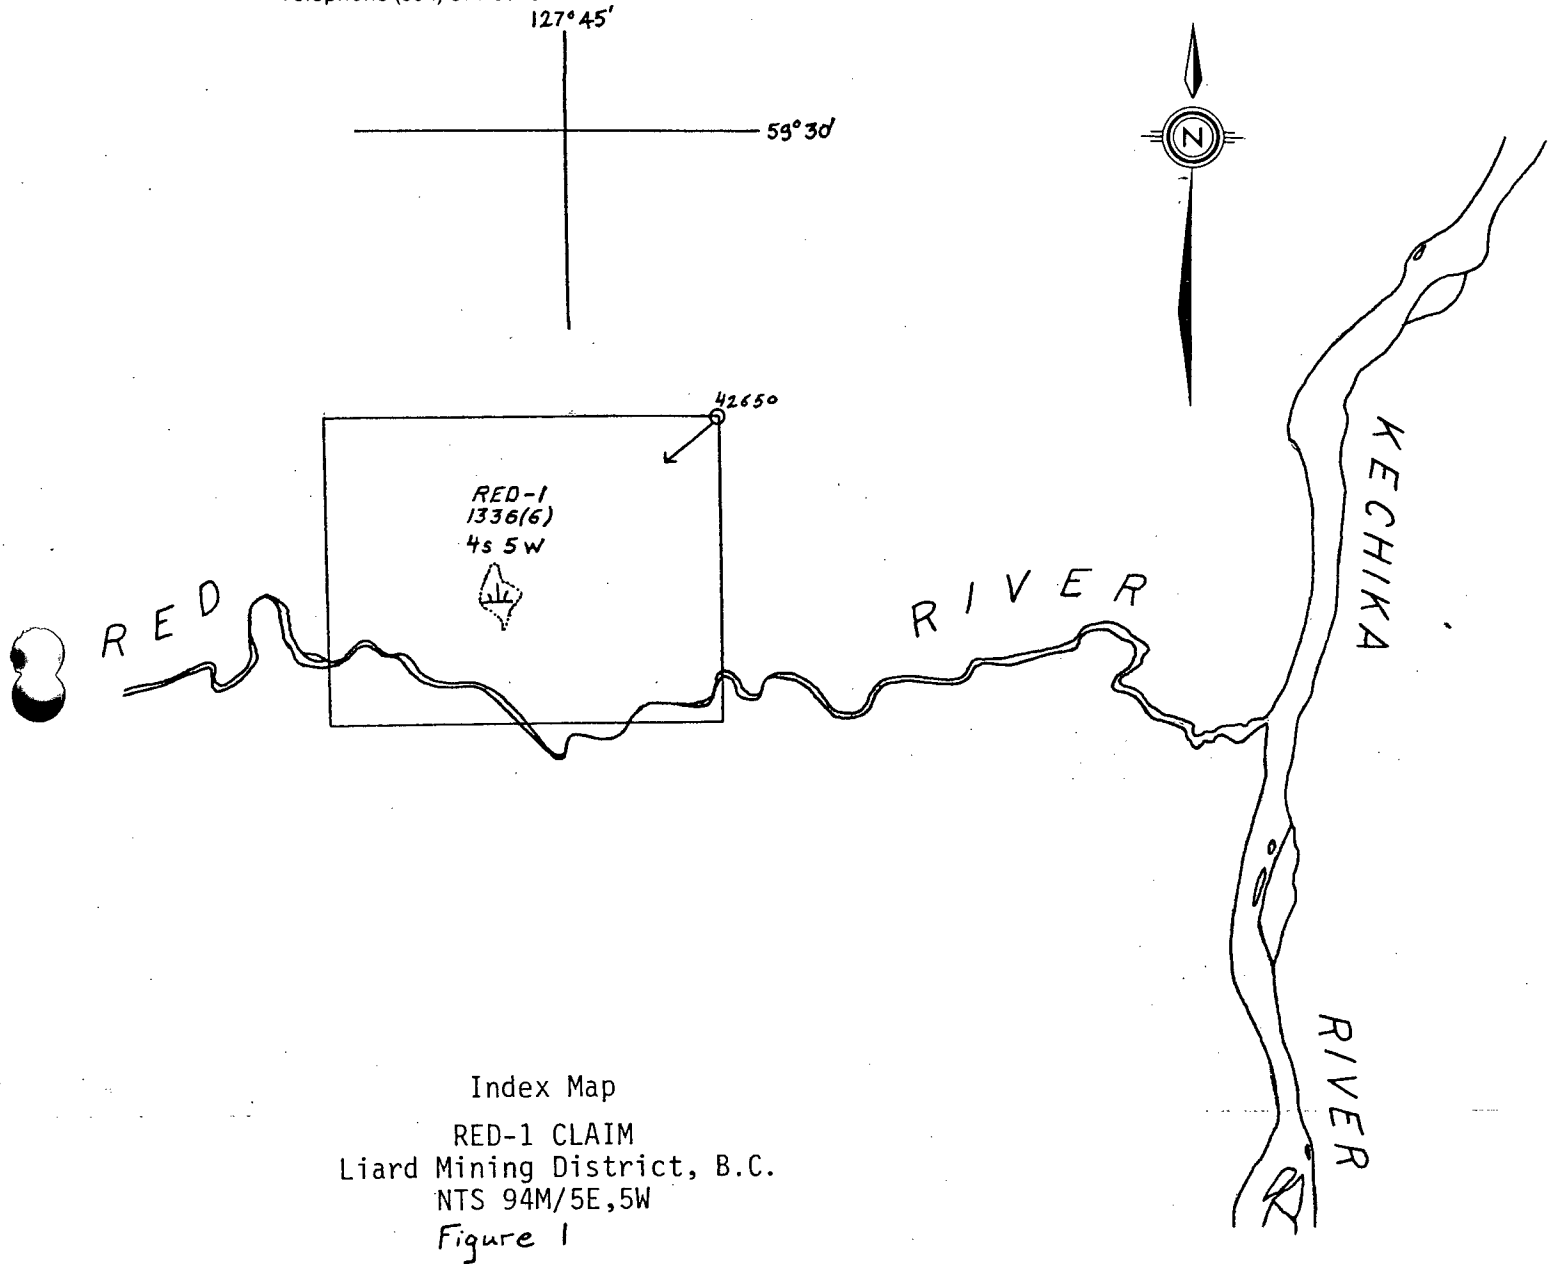 127°45'
59°30'
N
42650
RED-1
1336(6)
4s 5W
RED RIVER
KECHIKA RIVER
Index Map
RED-1 CLAIM
Liard Mining District, B.C.
NTS 94M/5E,5W
Figure 1